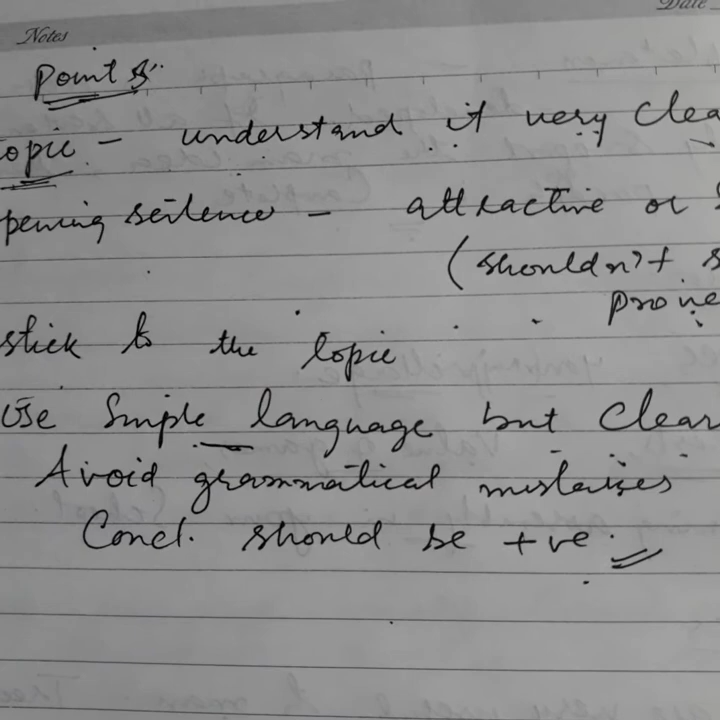 Date
Notes
Points:
opic - understand it very Clea
pening sentence - attractive or
(shouldn't s
prove
stick to the topic
Use Simple language but Clear
Avoid grammatical mistakes
Concl. should be +ve.